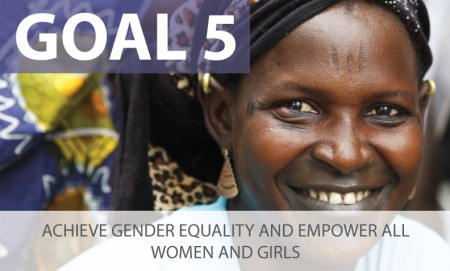 GOAL 5
ACHIEVE GENDER EQUALITY AND EMPOWER ALL
WOMEN AND GIRLS